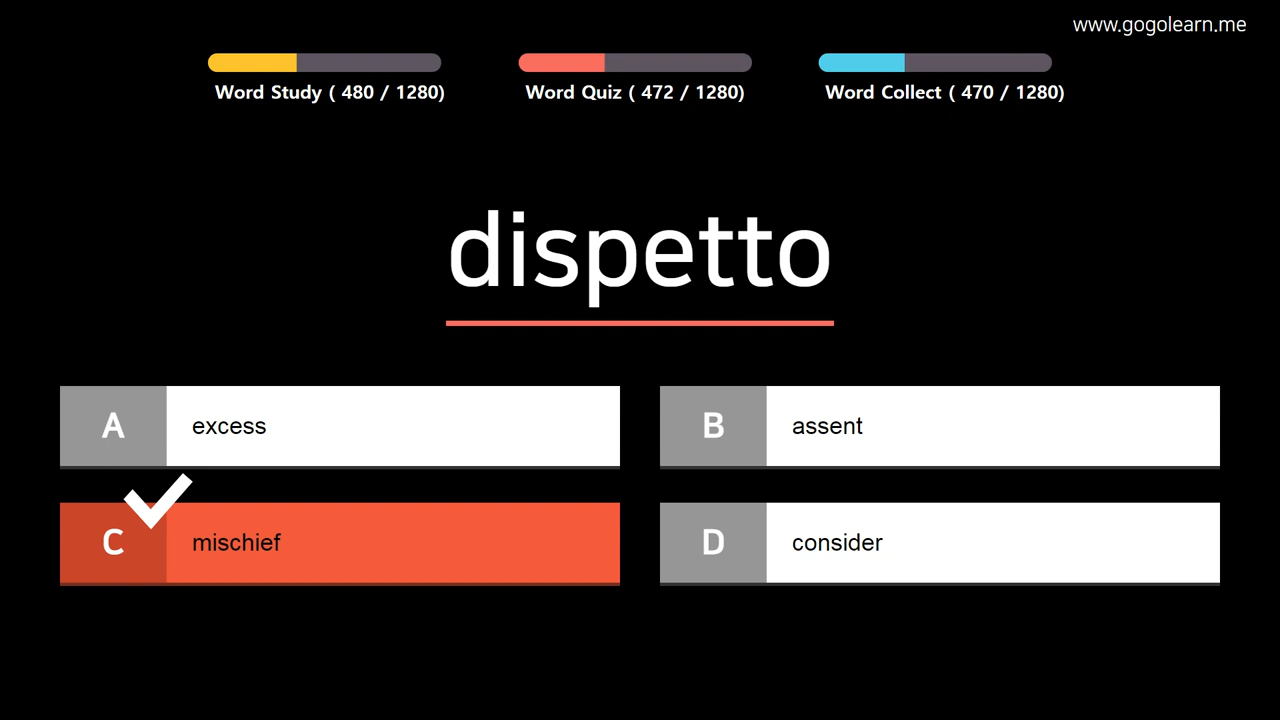 www.gogolearn.me
Word Study ( 480 / 1280)
Word Quiz ( 472 / 1280)
Word Collect ( 470 / 1280)
dispetto
A excess
B assent
C mischief
D consider